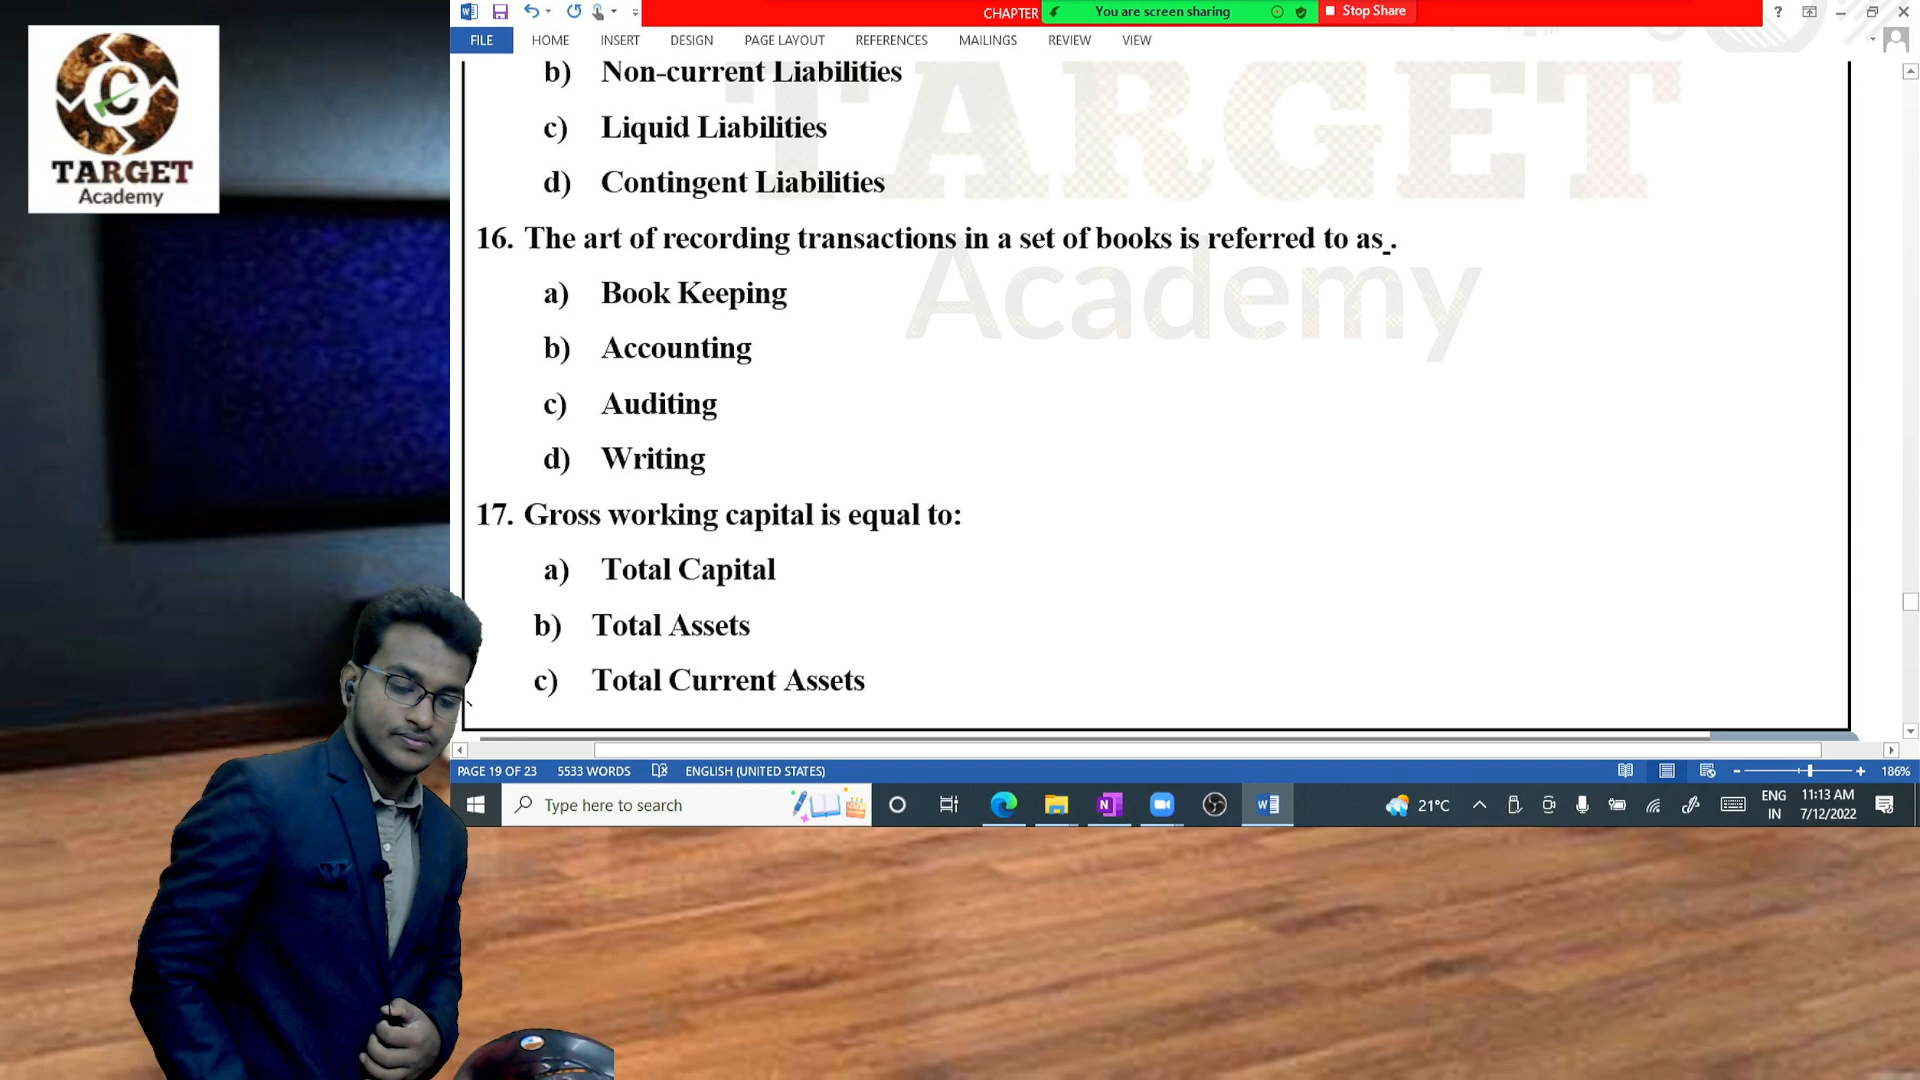 CHAPTER
You are screen sharing
Stop Share
?
FILE HOME INSERT DESIGN PAGE LAYOUT REFERENCES MAILINGS REVIEW VIEW
TARGET
Academy
b) Non-current Liabilities
c) Liquid Liabilities
d) Contingent Liabilities
16. The art of recording transactions in a set of books is referred to as_.
a) Book Keeping
b) Accounting
c) Auditing
d) Writing
17. Gross working capital is equal to:
a) Total Capital
b) Total Assets
c) Total Current Assets
TARGET
Academy
PAGE 19 OF 23 5533 WORDS ENGLISH (UNITED STATES) 186%
Type here to search
21°C
ENG
IN
11:13 AM
7/12/2022